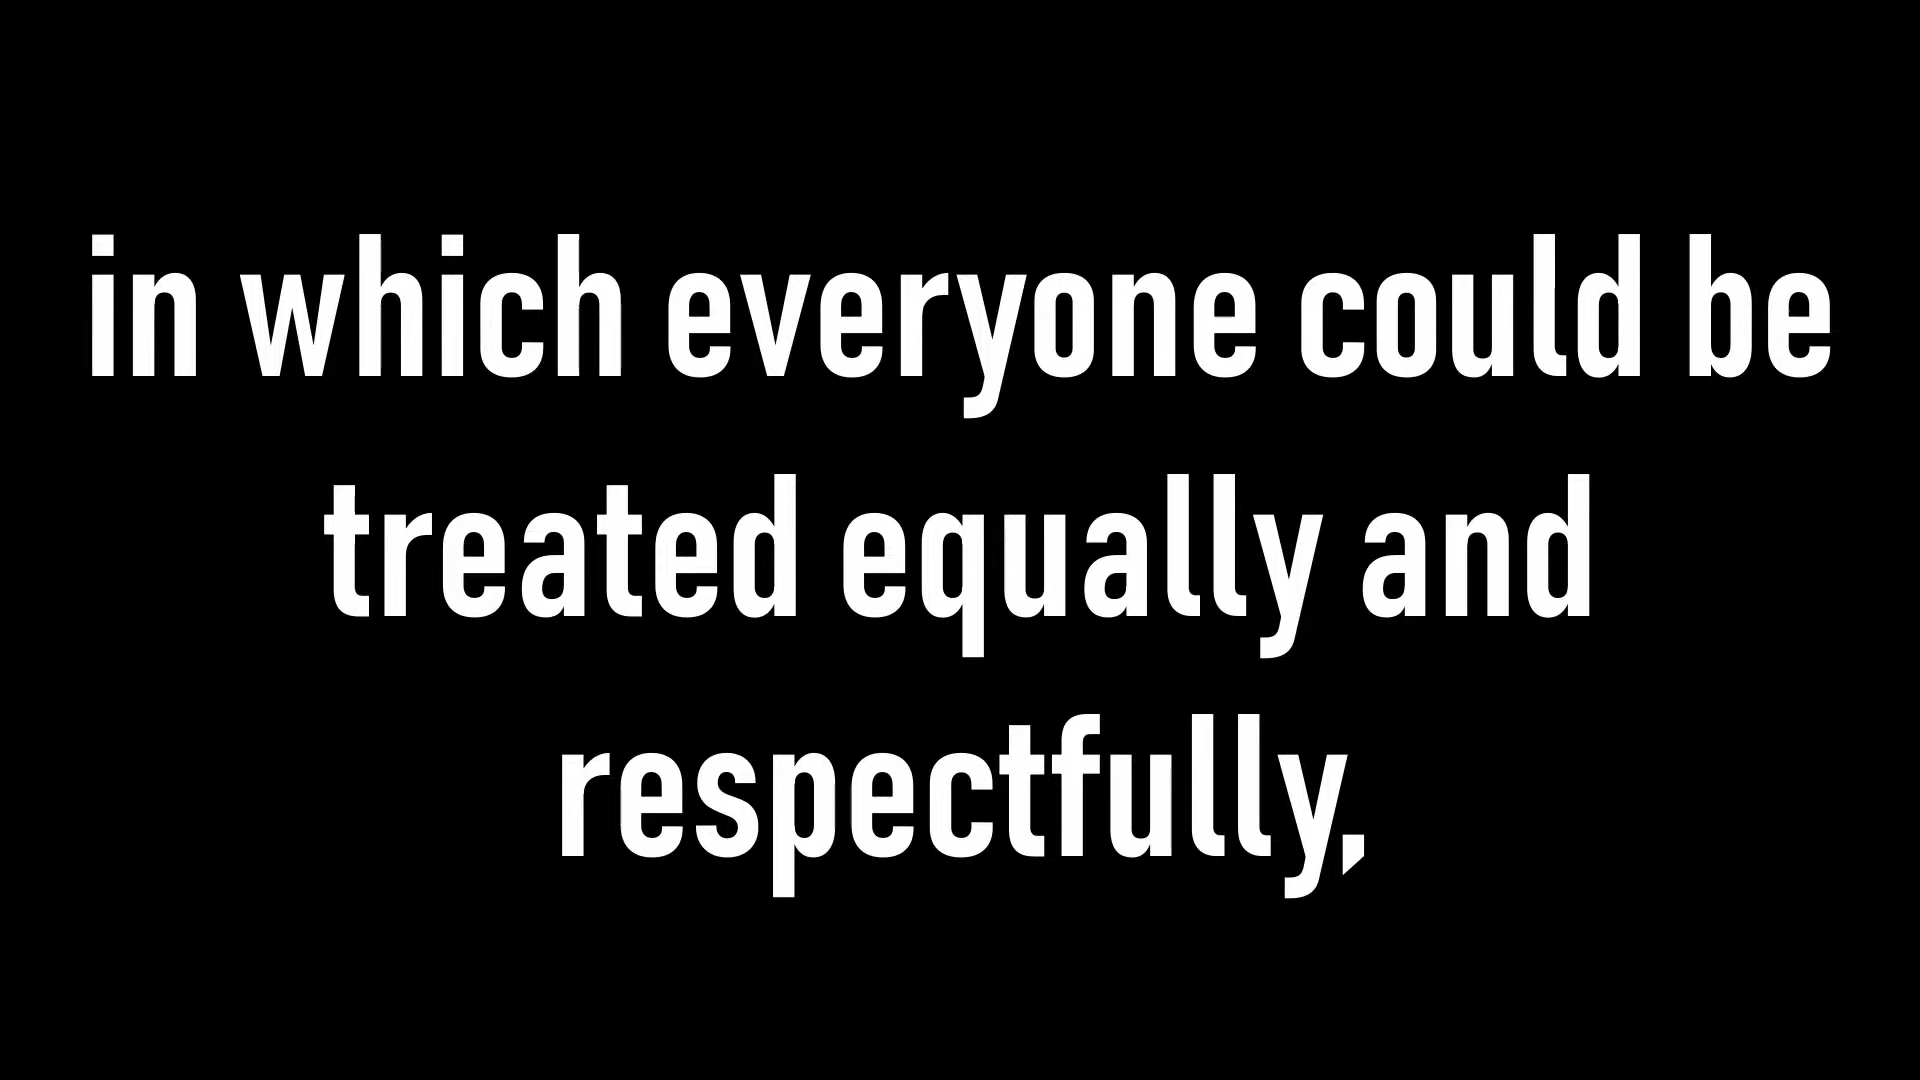 in which everyone could be
treated equally and
respectfully,